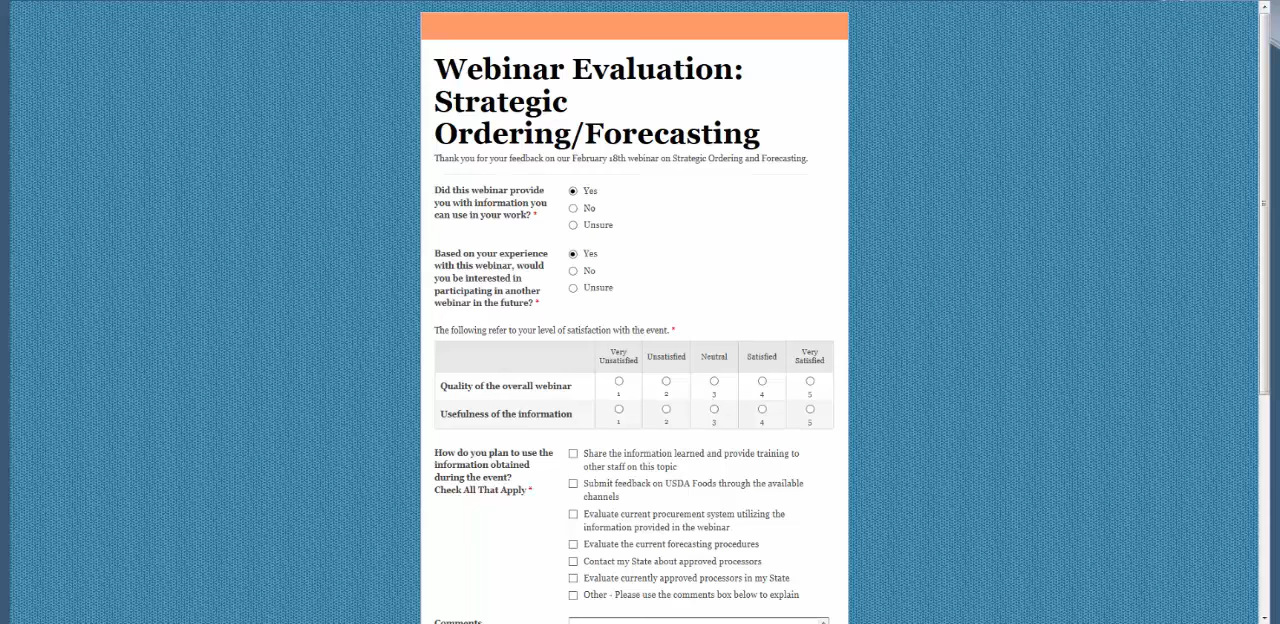 Webinar Evaluation:
Strategic
Ordering/Forecasting
Thank you for your feedback on our February 18th webinar on Strategic Ordering and Forecasting.
Did this webinar provide
you with information you
can use in your work? *
Yes
No
Unsure
Based on your experience
with this webinar, would
you be interested in
participating in another
webinar in the future? *
Yes
No
Unsure
The following refer to your level of satisfaction with the event. *
Very
Unsatisfied
Unsatisfied
Neutral
Satisfied
Very
Satisfied
Quality of the overall webinar
1 2 3 4 5
Usefulness of the information
1 2 3 4 5
How do you plan to use the
information obtained
during the event?
Check All That Apply *
Share the information learned and provide training to
other staff on this topic
Submit feedback on USDA Foods through the available
channels
Evaluate current procurement system utilizing the
information provided in the webinar
Evaluate the current forecasting procedures
Contact my State about approved processors
Evaluate currently approved processors in my State
Other - Please use the comments box below to explain
Comments